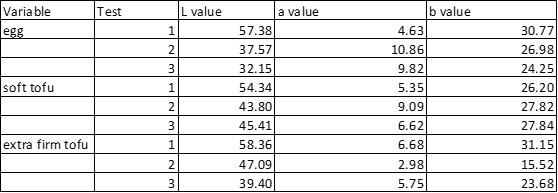 Variable Test L value a value b value
egg 1 57.38 4.63 30.77
2 37.57 10.86 26.98
3 32.15 9.82 24.25
soft tofu 1 54.34 5.35 26.20
2 43.80 9.09 27.82
3 45.41 6.62 27.84
extra firm tofu 1 58.36 6.68 31.15
2 47.09 2.98 15.52
3 39.40 5.75 23.68